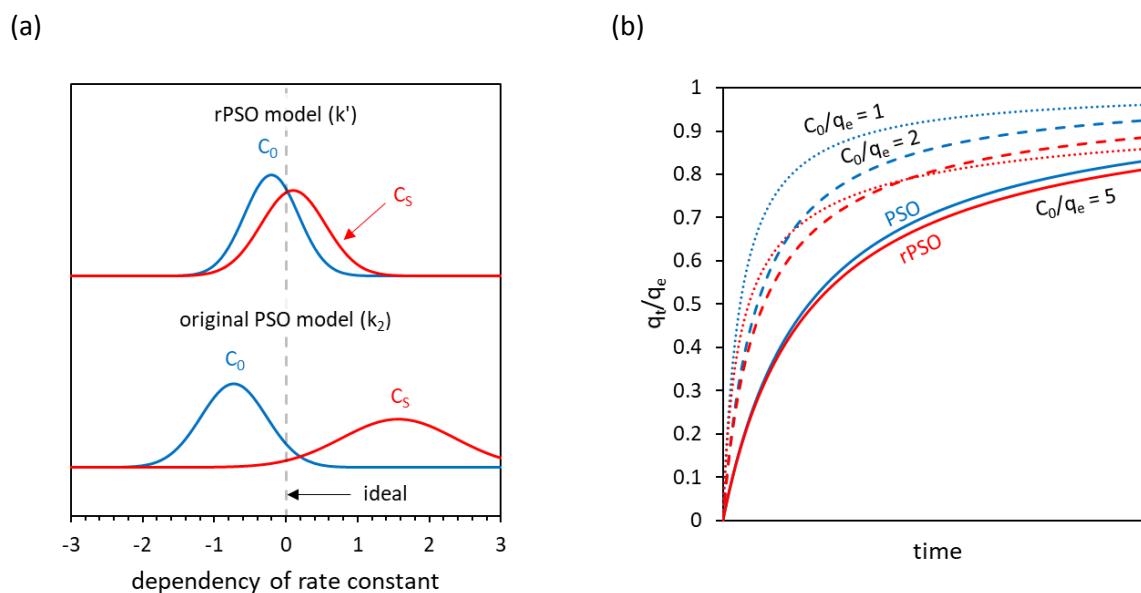 (a)
rPSO model (k')
C₀
Cₛ
original PSO model (k₂)
C₀
Cₛ
ideal
-3 -2 -1 0 1 2 3
dependency of rate constant
(b)
1
0.9
0.8
0.7
0.6
0.5
0.4
0.3
0.2
0.1
0
qₜ/qₑ
C₀/qₑ = 1
C₀/qₑ = 2
PSO
rPSO
C₀/qₑ = 5
time